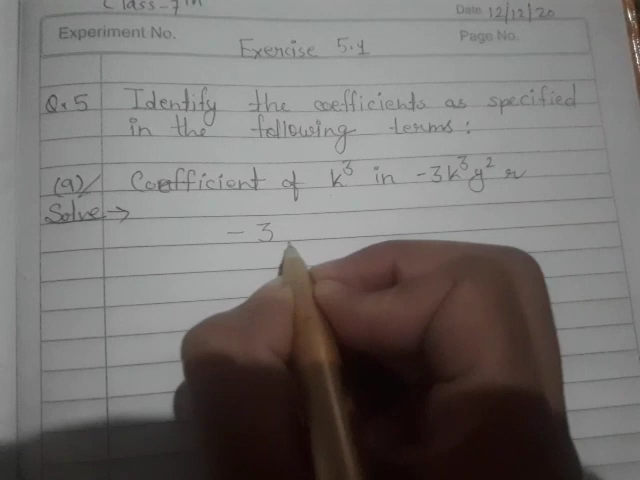 Class-7th
Date 12/12/20
Experiment No.
Page No.
Exercise 5.1
Q.5 Identify the coefficients as specified
in the following terms:
(a)/ Coefficient of k³ in -3k³y² x
Solve →
- 3